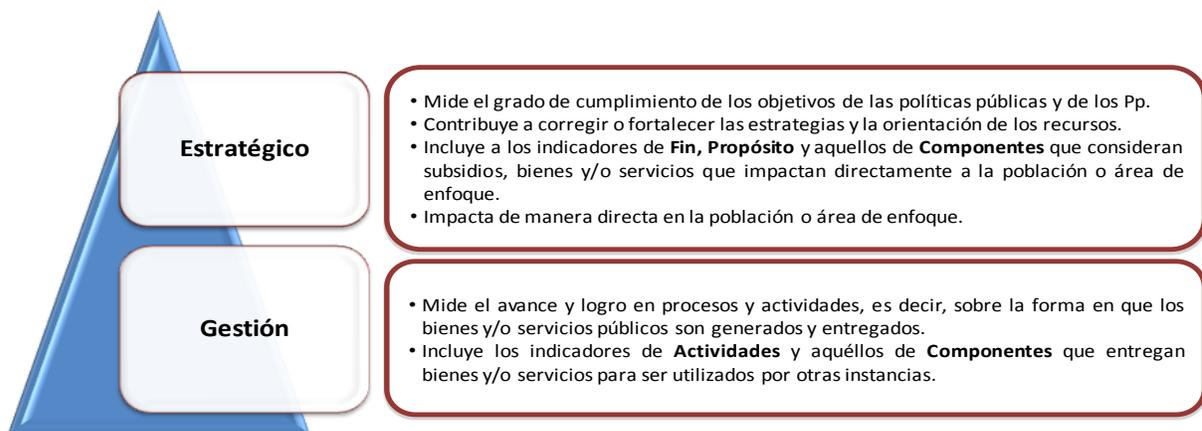 Estratégico
• Mide el grado de cumplimiento de los objetivos de las políticas públicas y de los Pp.
• Contribuye a corregir o fortalecer las estrategias y la orientación de los recursos.
• Incluye a los indicadores de Fin, Propósito y aquellos de Componentes que consideran
subsidios, bienes y/o servicios que impactan directamente a la población o área de
enfoque.
• Impacta de manera directa en la población o área de enfoque.
Gestión
• Mide el avance y logro en procesos y actividades, es decir, sobre la forma en que los
bienes y/o servicios públicos son generados y entregados.
• Incluye los indicadores de Actividades y aquéllos de Componentes que entregan
bienes y/o servicios para ser utilizados por otras instancias.